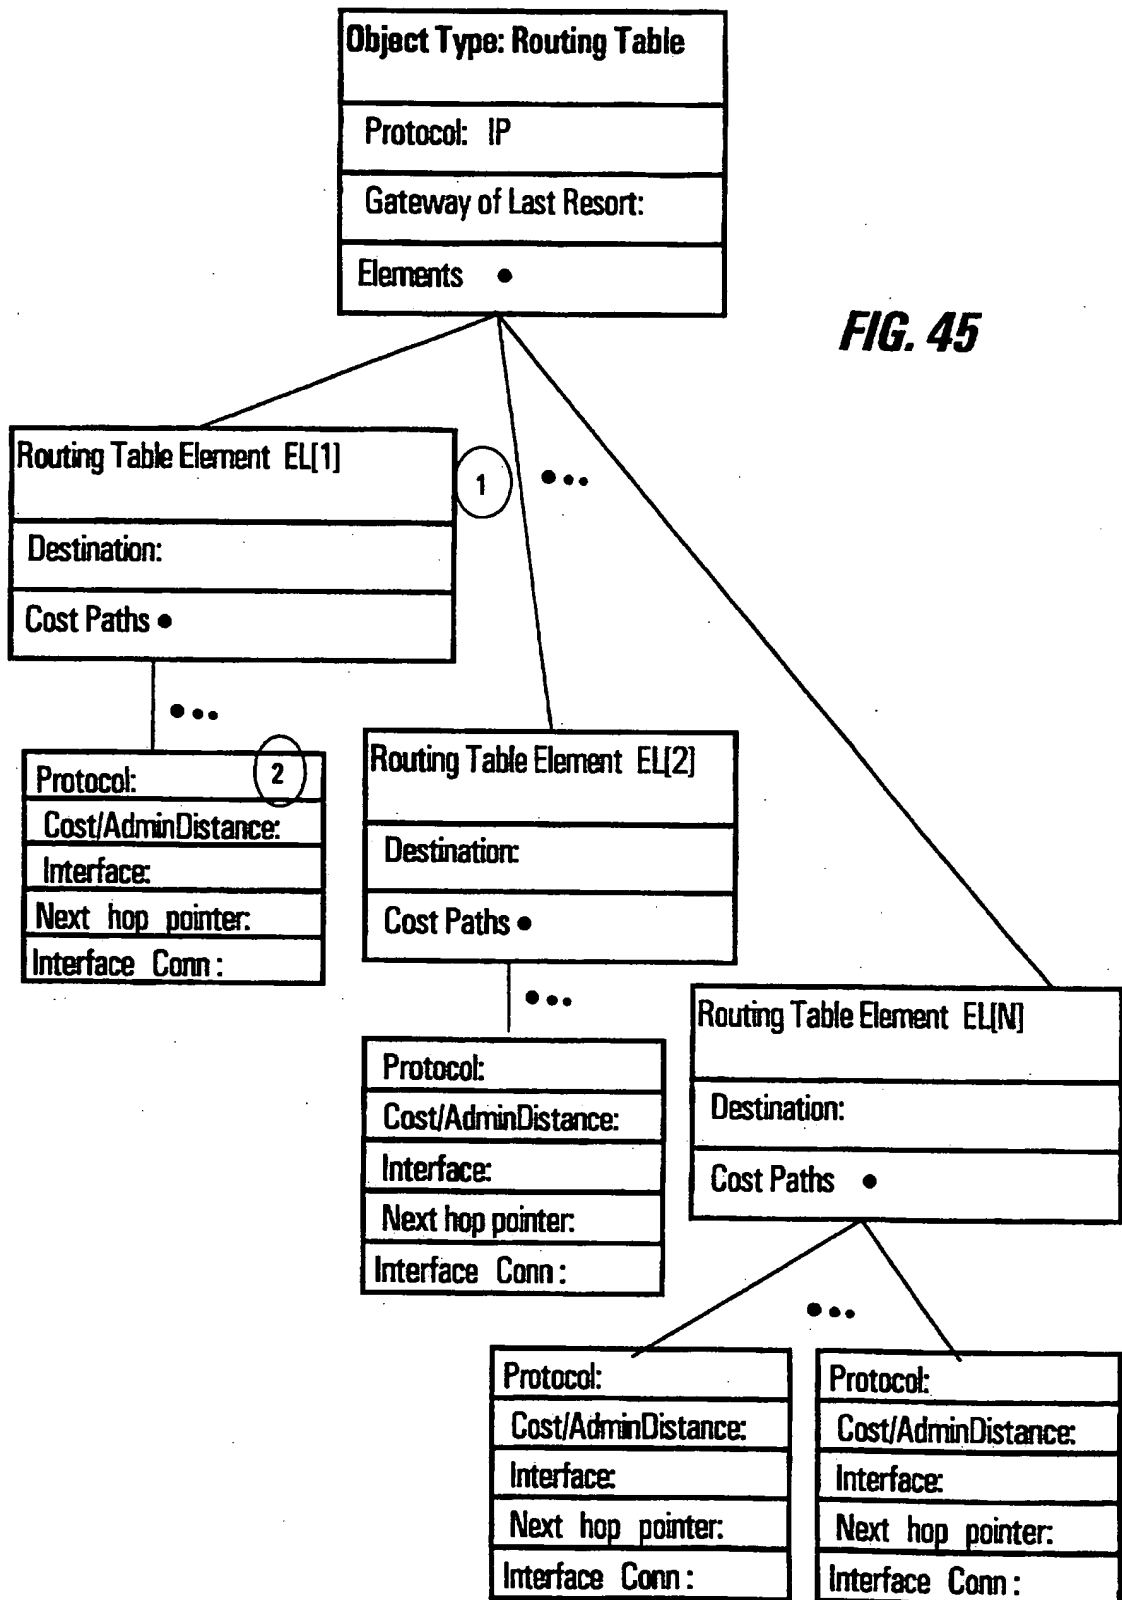 Object Type: Routing Table
Protocol: IP
Gateway of Last Resort:
Elements
FIG. 45
Routing Table Element EL[1]
1
Destination:
Cost Paths
2
Protocol:
Cost/AdminDistance:
Interface:
Next hop pointer:
Interface Conn :
Routing Table Element EL[2]
Destination:
Cost Paths
Protocol:
Cost/AdminDistance:
Interface:
Next hop pointer:
Interface Conn :
Routing Table Element EL[N]
Destination:
Cost Paths
Protocol:
Cost/AdminDistance:
Interface:
Next hop pointer:
Interface Conn :
Protocol:
Cost/AdminDistance:
Interface:
Next hop pointer:
Interface Conn :